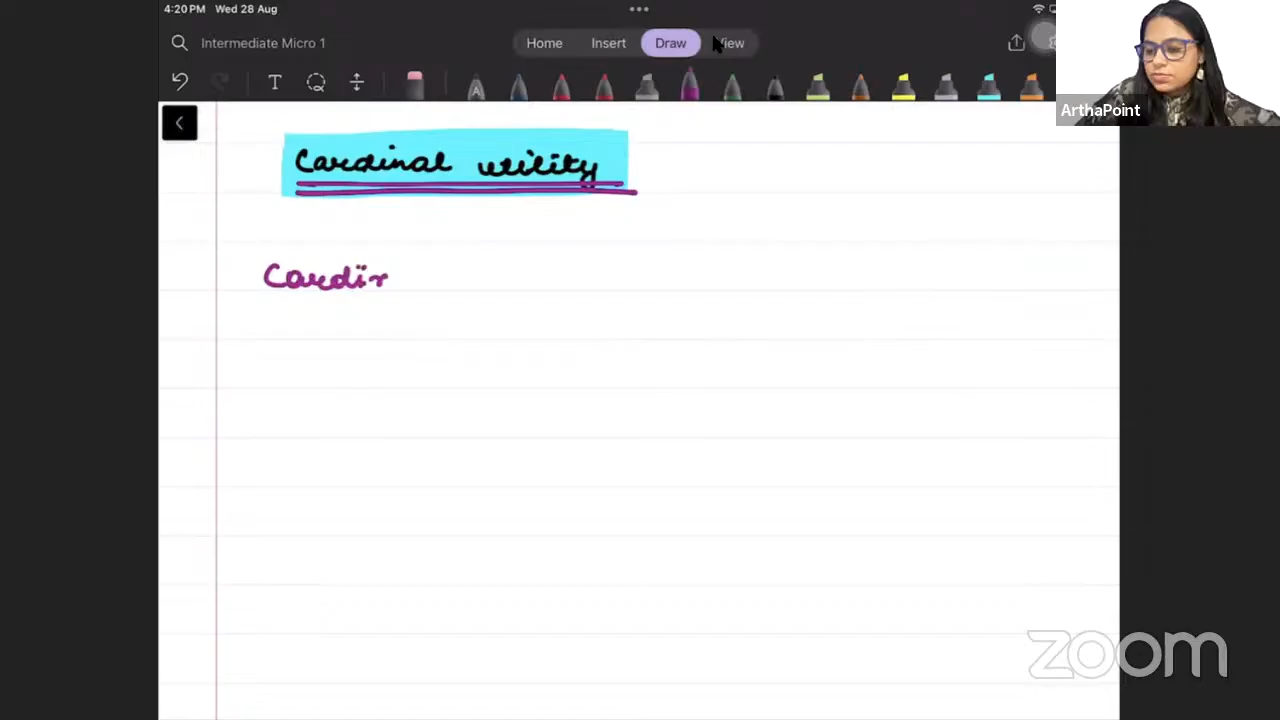 4:20 PM Wed 28 Aug
Intermediate Micro 1
Home Insert Draw View
T
A
ArthaPoint
Cardinal utility
Cardin
zoom